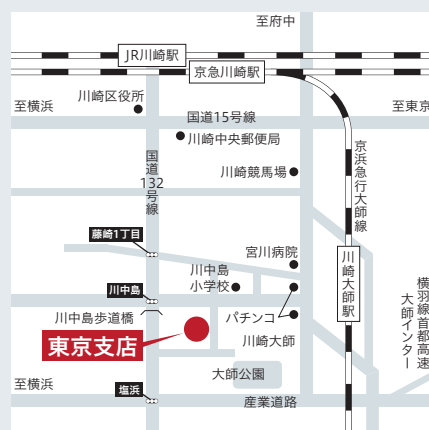 至府中
JR川崎駅
京急川崎駅
川崎区役所
至横浜
国道15号線
至東京
川崎中央郵便局
国道132号線
京浜急行大師線
川崎競馬場
藤崎1丁目
宮川病院
川中島
小学校
川中島
川崎大師駅
横羽線首都高速
大師インター
川中島歩道橋
パチンコ
東京支店
川崎大師
大師公園
至横浜
塩浜
産業道路